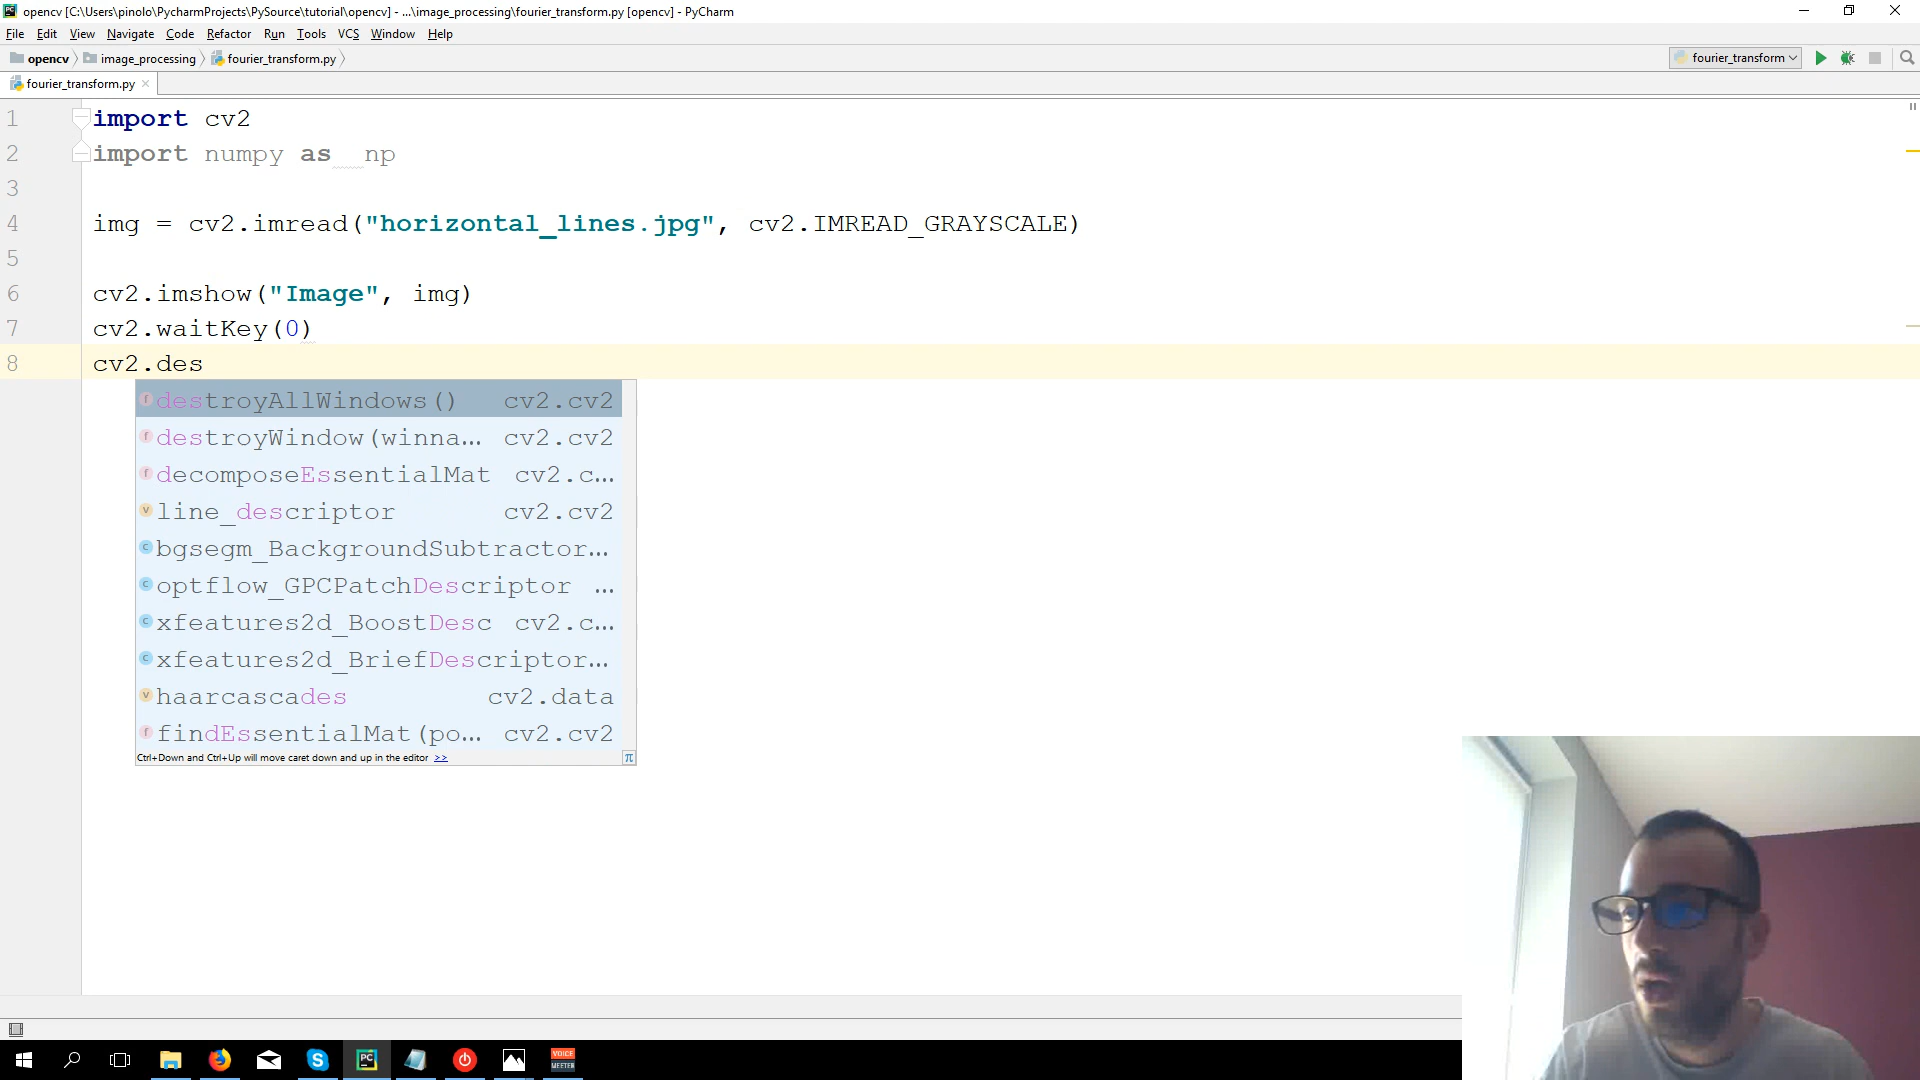 opencv [C:\Users\pinolo\PycharmProjects\PySource\tutorial\opencv] - ...\image_processing\fourier_transform.py [opencv] - PyCharm
File Edit View Navigate Code Refactor Run Tools VCS Window Help
opencv image_processing fourier_transform.py fourier_transform
fourier_transform.py
1 import cv2
2 import numpy as  np
3
4 img = cv2.imread("horizontal_lines.jpg", cv2.IMREAD_GRAYSCALE)
5
6 cv2.imshow("Image", img)
7 cv2.waitKey(0)
8 cv2.des
destroyAllWindows() cv2.cv2
destroyWindow(winna... cv2.cv2
decomposeEssentialMat cv2.c...
line_descriptor cv2.cv2
bgsegm_BackgroundSubtractor...
optflow_GPCPatchDescriptor ...
xfeatures2d_BoostDesc cv2.c...
xfeatures2d_BriefDescriptor...
haarcascades cv2.data
findEssentialMat(po... cv2.cv2
Ctrl+Down and Ctrl+Up will move caret down and up in the editor >> π
VOICE
MEETER